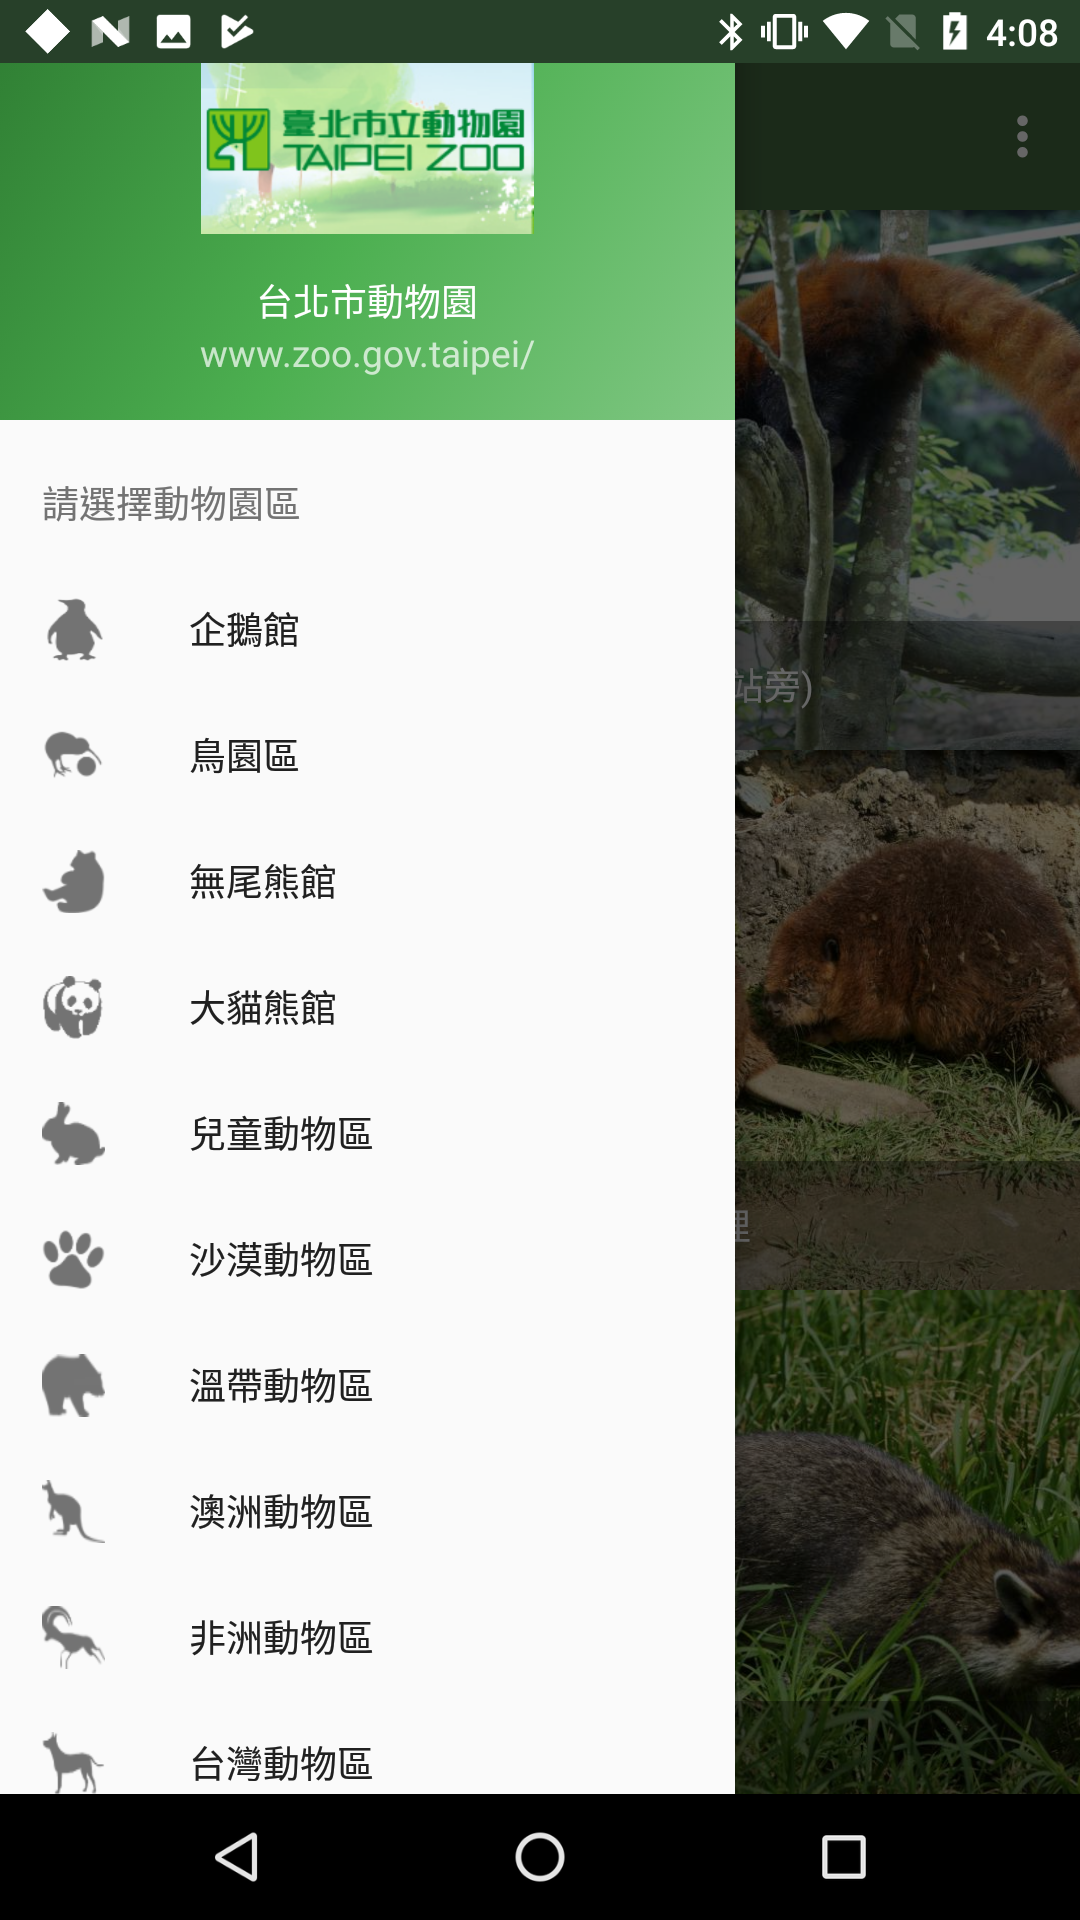 4:08
臺北市立動物園
TAIPEI ZOO
台北市動物園
www.zoo.gov.taipei/
請選擇動物園區
站旁)
企鵝館
鳥園區
無尾熊館
大貓熊館
兒童動物區
理
沙漠動物區
溫帶動物區
澳洲動物區
非洲動物區
台灣動物區